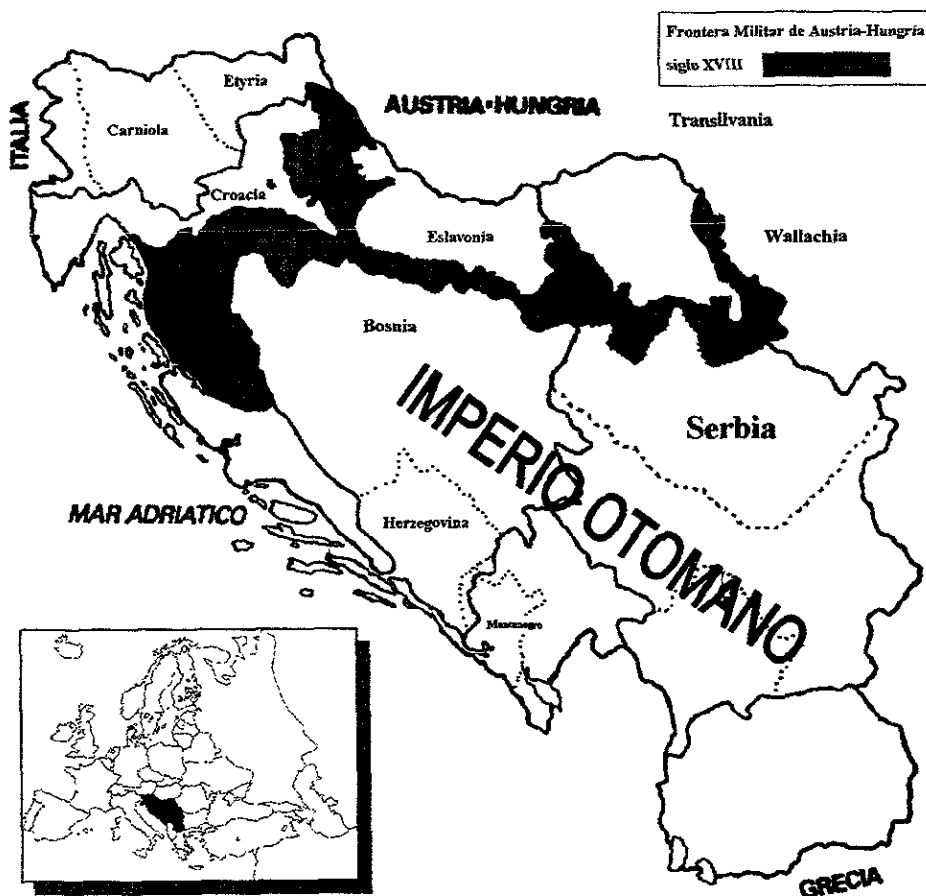 Frontera Militar de Austria-Hungría
siglo XVIII
Etyria
AUSTRIA-HUNGRIA
Transilvania
ITALIA
Carniola
Croacia
Eslavonia
Wallachia
Bosnia
IMPERIO OTOMANO
Serbia
MAR ADRIATICO
Herzegovina
Montenegro
GRECIA